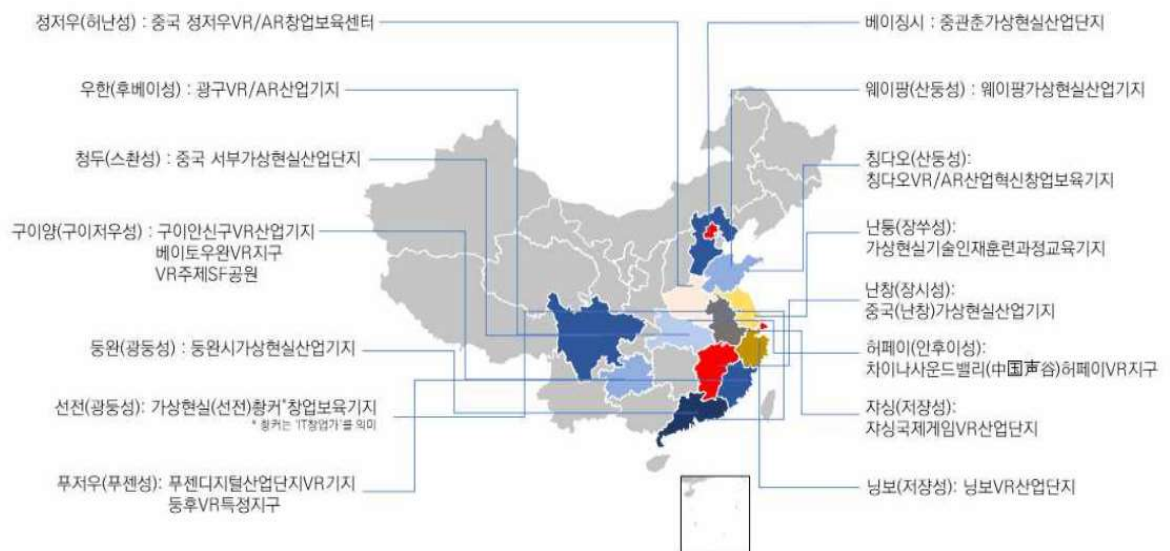 정저우(허난성) : 중국 정저우VR/AR창업보육센터
우한(후베이성) : 광구VR/AR산업기지
청두(스촨성) : 중국 서부가상현실산업단지
구이양(구이저우성) : 구이안신구VR산업기지
베이토우완VR지구
VR주제SF공원
둥완(광둥성) : 둥완시가상현실산업기지
선전(광둥성): 가상현실(선전)촹커*창업보육기지
* 촹커는 'IT창업가'를 의미
푸저우(푸젠성): 푸젠디지털산업단지VR기지
둥후VR특정지구
베이징시 : 중관춘가상현실산업단지
웨이팡(산둥성) : 웨이팡가상현실산업기지
칭다오(산둥성):
칭다오VR/AR산업혁신창업보육기지
난퉁(장쑤성):
가상현실기술인재훈련과정교육기지
난창(장시성):
중국(난창)가상현실산업기지
허페이(안후이성):
차이나사운드밸리(中国声谷)허페이VR지구
쟈싱(저장성):
쟈싱국제게임VR산업단지
닝보(저장성): 닝보VR산업단지